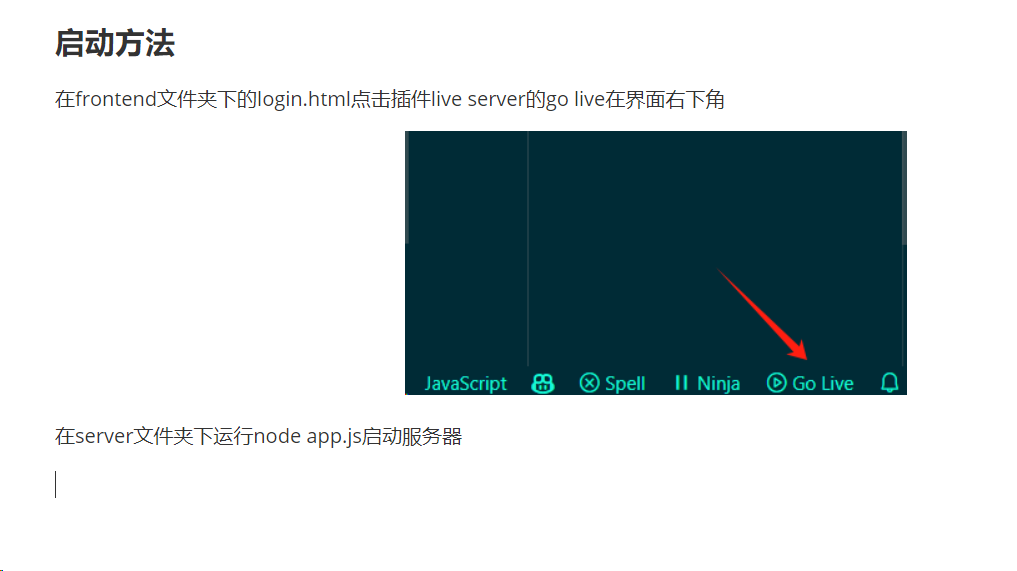 启动方法
在frontend文件夹下的login.html点击插件live server的go live在界面右下角
JavaScript Spell Ninja Go Live
在server文件夹下运行node app.js启动服务器